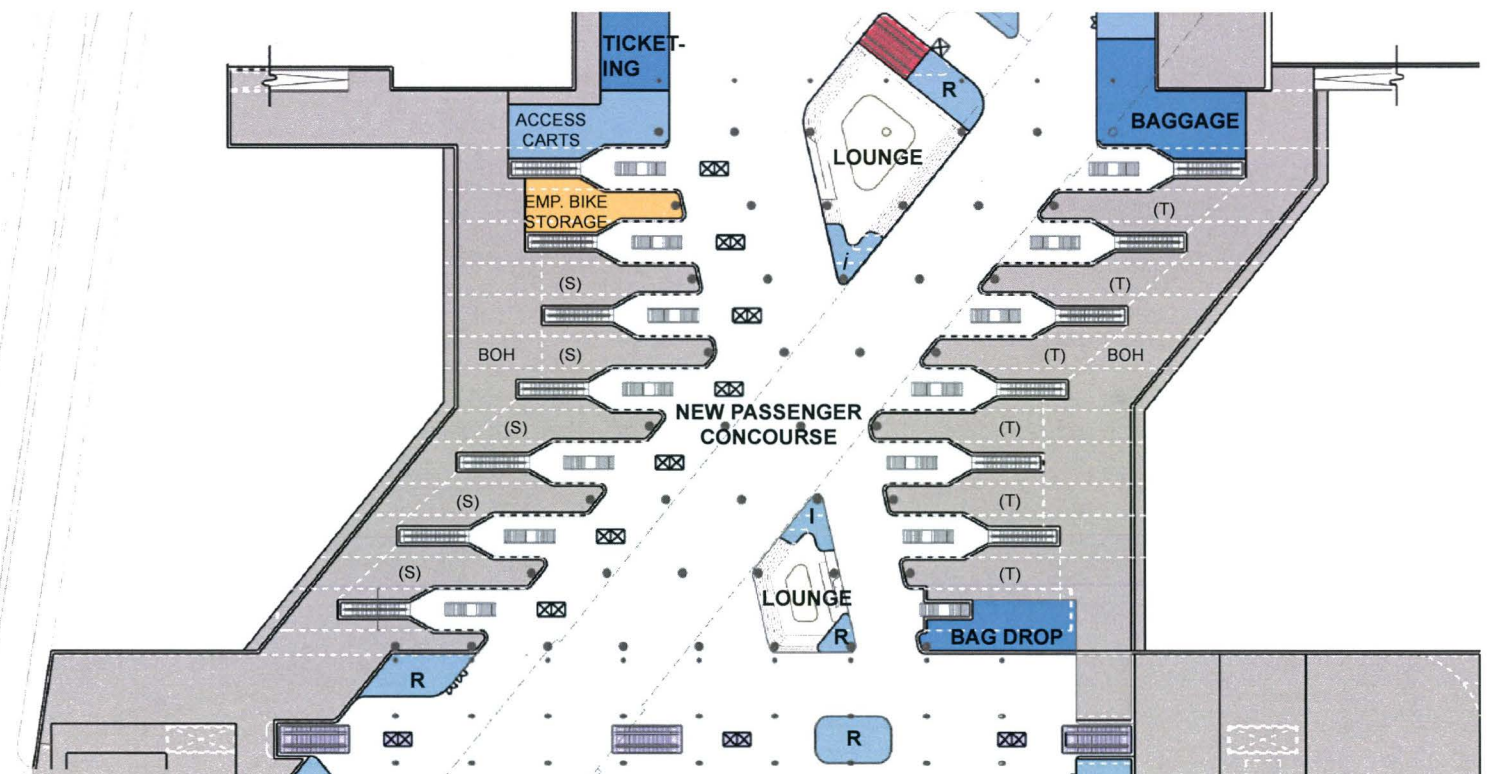 TICKET-
ING
R
ACCESS
CARTS
BAGGAGE
LOUNGE
EMP. BIKE
STORAGE
(T)
i
(S)
(T)
BOH
(S)
(T)
BOH
NEW PASSENGER
CONCOURSE
(S)
(T)
(S)
(T)
I
(S)
(T)
LOUNGE
R
BAG DROP
R
R